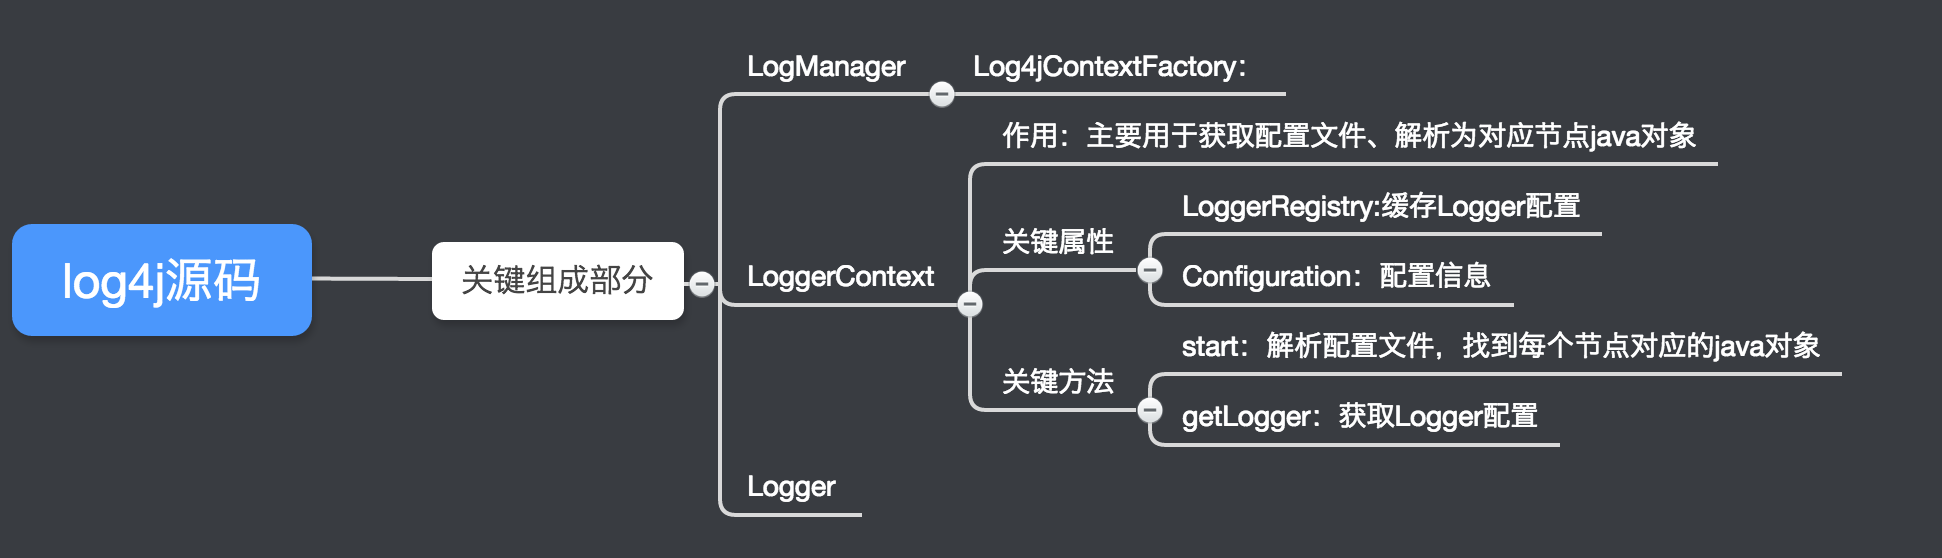 log4j源码
关键组成部分
LogManager
Log4jContextFactory：
LoggerContext
作用：主要用于获取配置文件、解析为对应节点java对象
关键属性
LoggerRegistry:缓存Logger配置
Configuration：配置信息
关键方法
start：解析配置文件，找到每个节点对应的java对象
getLogger：获取Logger配置
Logger